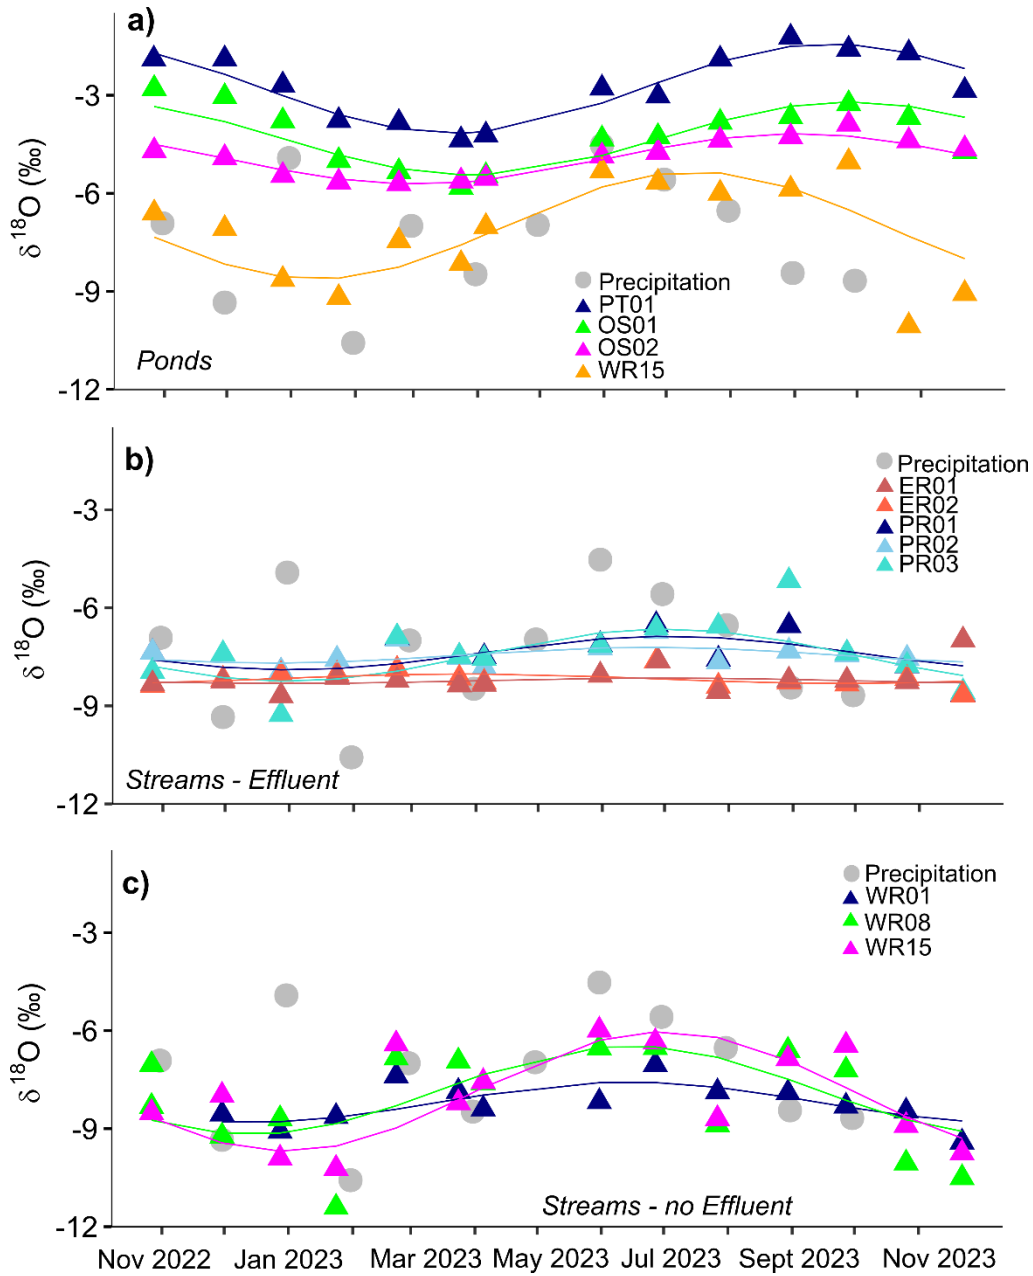 a)
-3
-6
-9
-12
δ 18O (‰)
Precipitation
PT01
OS01
OS02
WR15
Ponds
b)
-3
-6
-9
-12
δ 18O (‰)
Precipitation
ER01
ER02
PR01
PR02
PR03
Streams - Effluent
c)
-3
-6
-9
-12
δ 18O (‰)
Precipitation
WR01
WR08
WR15
Streams - no Effluent
Nov 2022 Jan 2023 Mar 2023 May 2023 Jul 2023 Sept 2023 Nov 2023